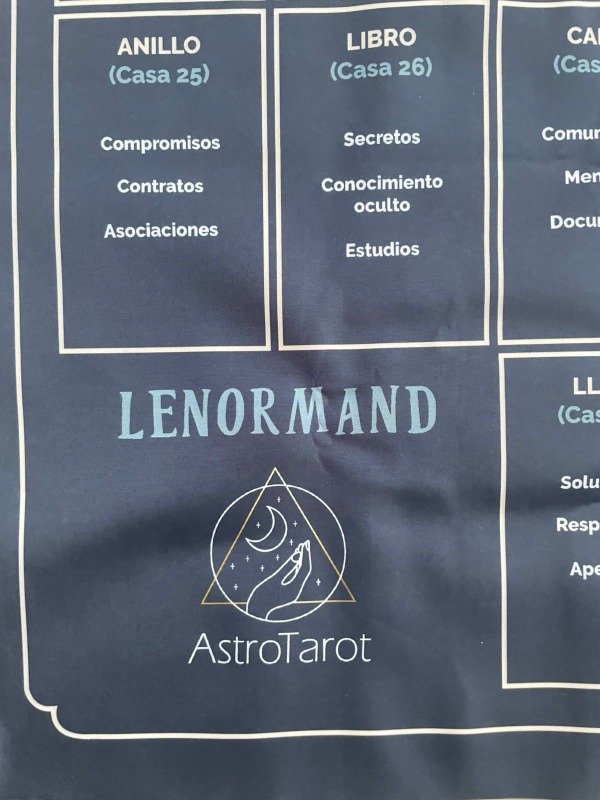 ANILLO
(Casa 25)
Compromisos
Contratos
Asociaciones
LIBRO
(Casa 26)
Secretos
Conocimiento
oculto
Estudios
LENORMAND
AstroTarot